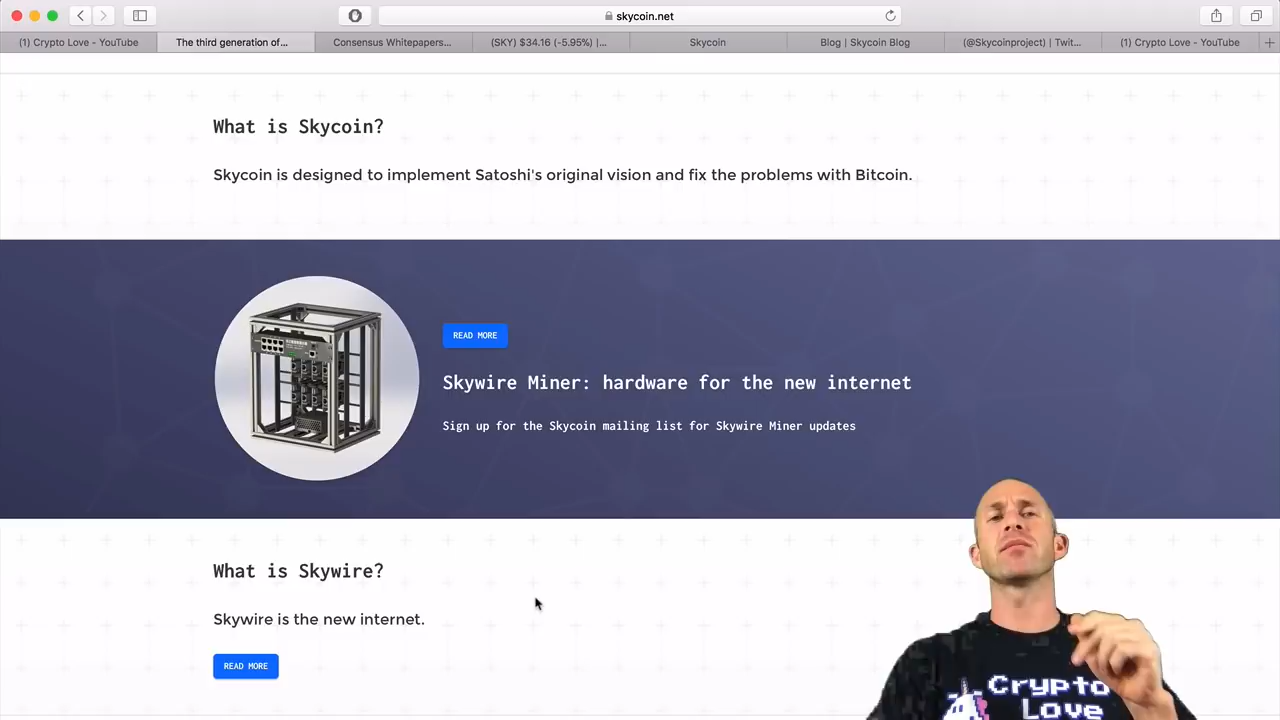 skycoin.net
(1) Crypto Love - YouTube
The third generation of...
Consensus Whitepapers...
(SKY) $34.16 (-5.95%) |...
Skycoin
Blog | Skycoin Blog
(@Skycoinproject) | Twit...
(1) Crypto Love - YouTube
What is Skycoin?
Skycoin is designed to implement Satoshi's original vision and fix the problems with Bitcoin.
READ MORE
Skywire Miner: hardware for the new internet
Sign up for the Skycoin mailing list for Skywire Miner updates
What is Skywire?
Skywire is the new internet.
READ MORE
Crypto
Love